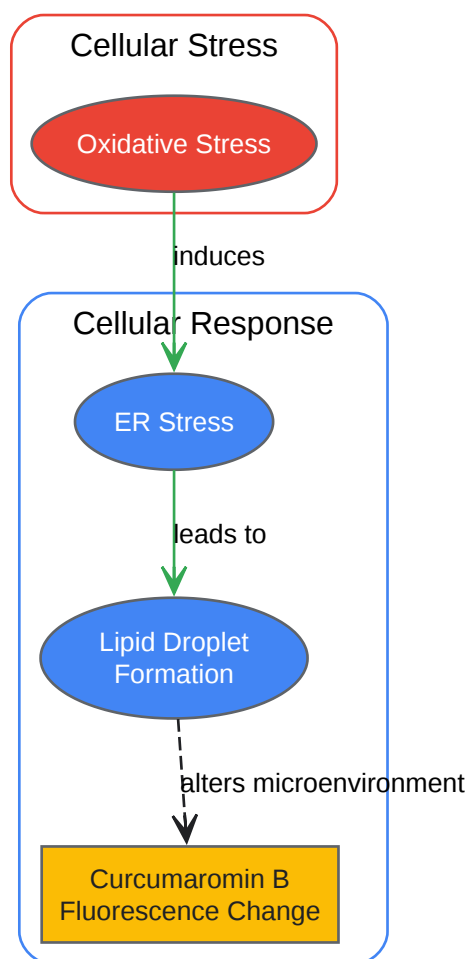 Cellular Stress
Oxidative Stress
induces
Cellular Response
ER Stress
leads to
Lipid Droplet
Formation
alters microenvironment
Curcumaromin B
Fluorescence Change